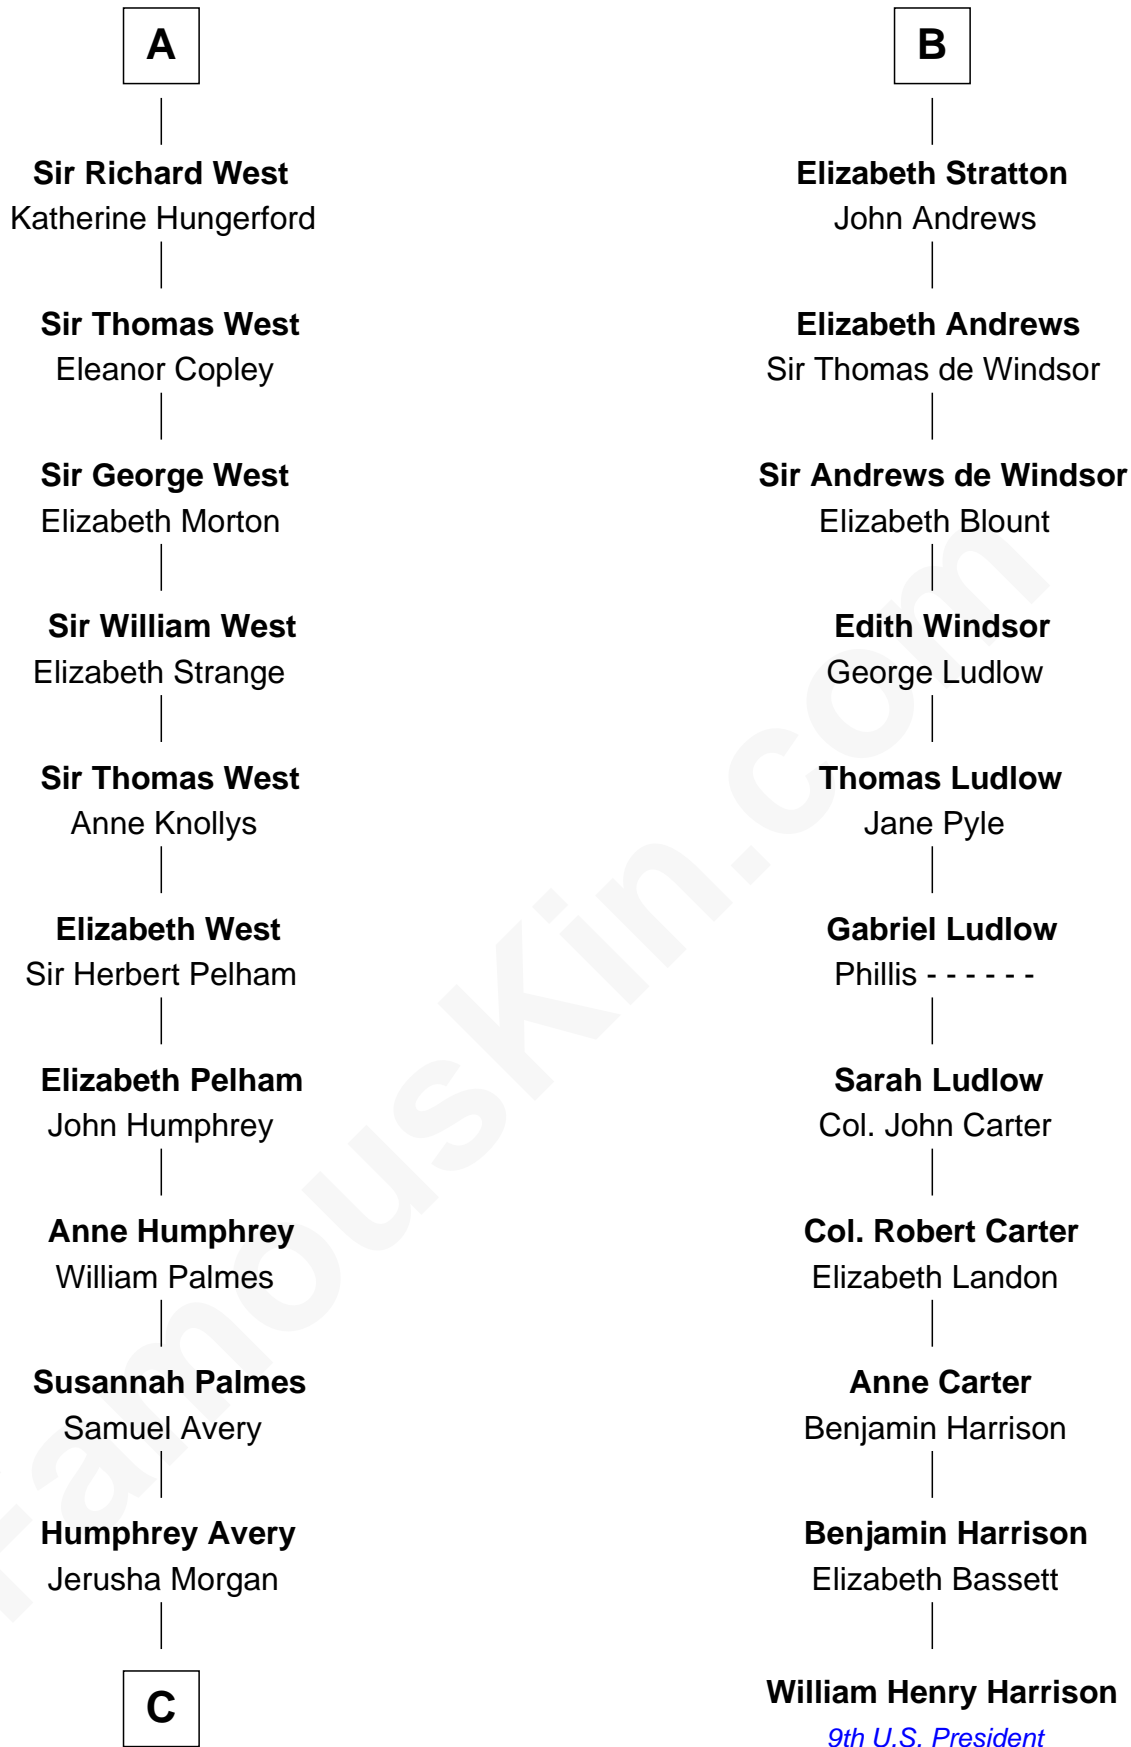 A
Sir Richard West
Katherine Hungerford
Sir Thomas West
Eleanor Copley
Sir George West
Elizabeth Morton
Sir William West
Elizabeth Strange
Sir Thomas West
Anne Knollys
Elizabeth West
Sir Herbert Pelham
Elizabeth Pelham
John Humphrey
Anne Humphrey
William Palmes
Susannah Palmes
Samuel Avery
Humphrey Avery
Jerusha Morgan
C
B
Elizabeth Stratton
John Andrews
Elizabeth Andrews
Sir Thomas de Windsor
Sir Andrews de Windsor
Elizabeth Blount
Edith Windsor
George Ludlow
Thomas Ludlow
Jane Pyle
Gabriel Ludlow
Phillis - - - - - -
Sarah Ludlow
Col. John Carter
Col. Robert Carter
Elizabeth Landon
Anne Carter
Benjamin Harrison
Benjamin Harrison
Elizabeth Bassett
William Henry Harrison
9th U.S. President
FamousKin.com